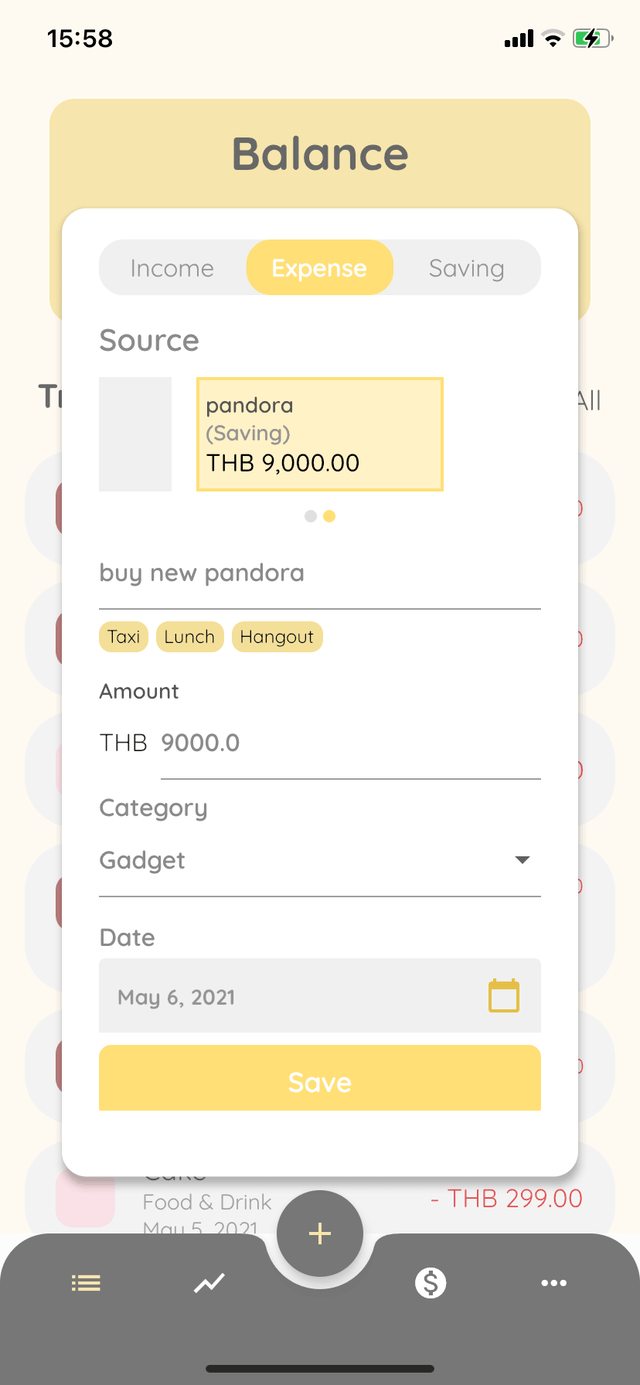 15:58
Balance
Income Expense Saving
Source
All
pandora
(Saving)
THB 9,000.00
buy new pandora
Taxi Lunch Hangout
Amount
THB 9000.0
Category
Gadget
Date
May 6, 2021
Save
Cake
Food & Drink
- THB 299.00
May 5, 2021